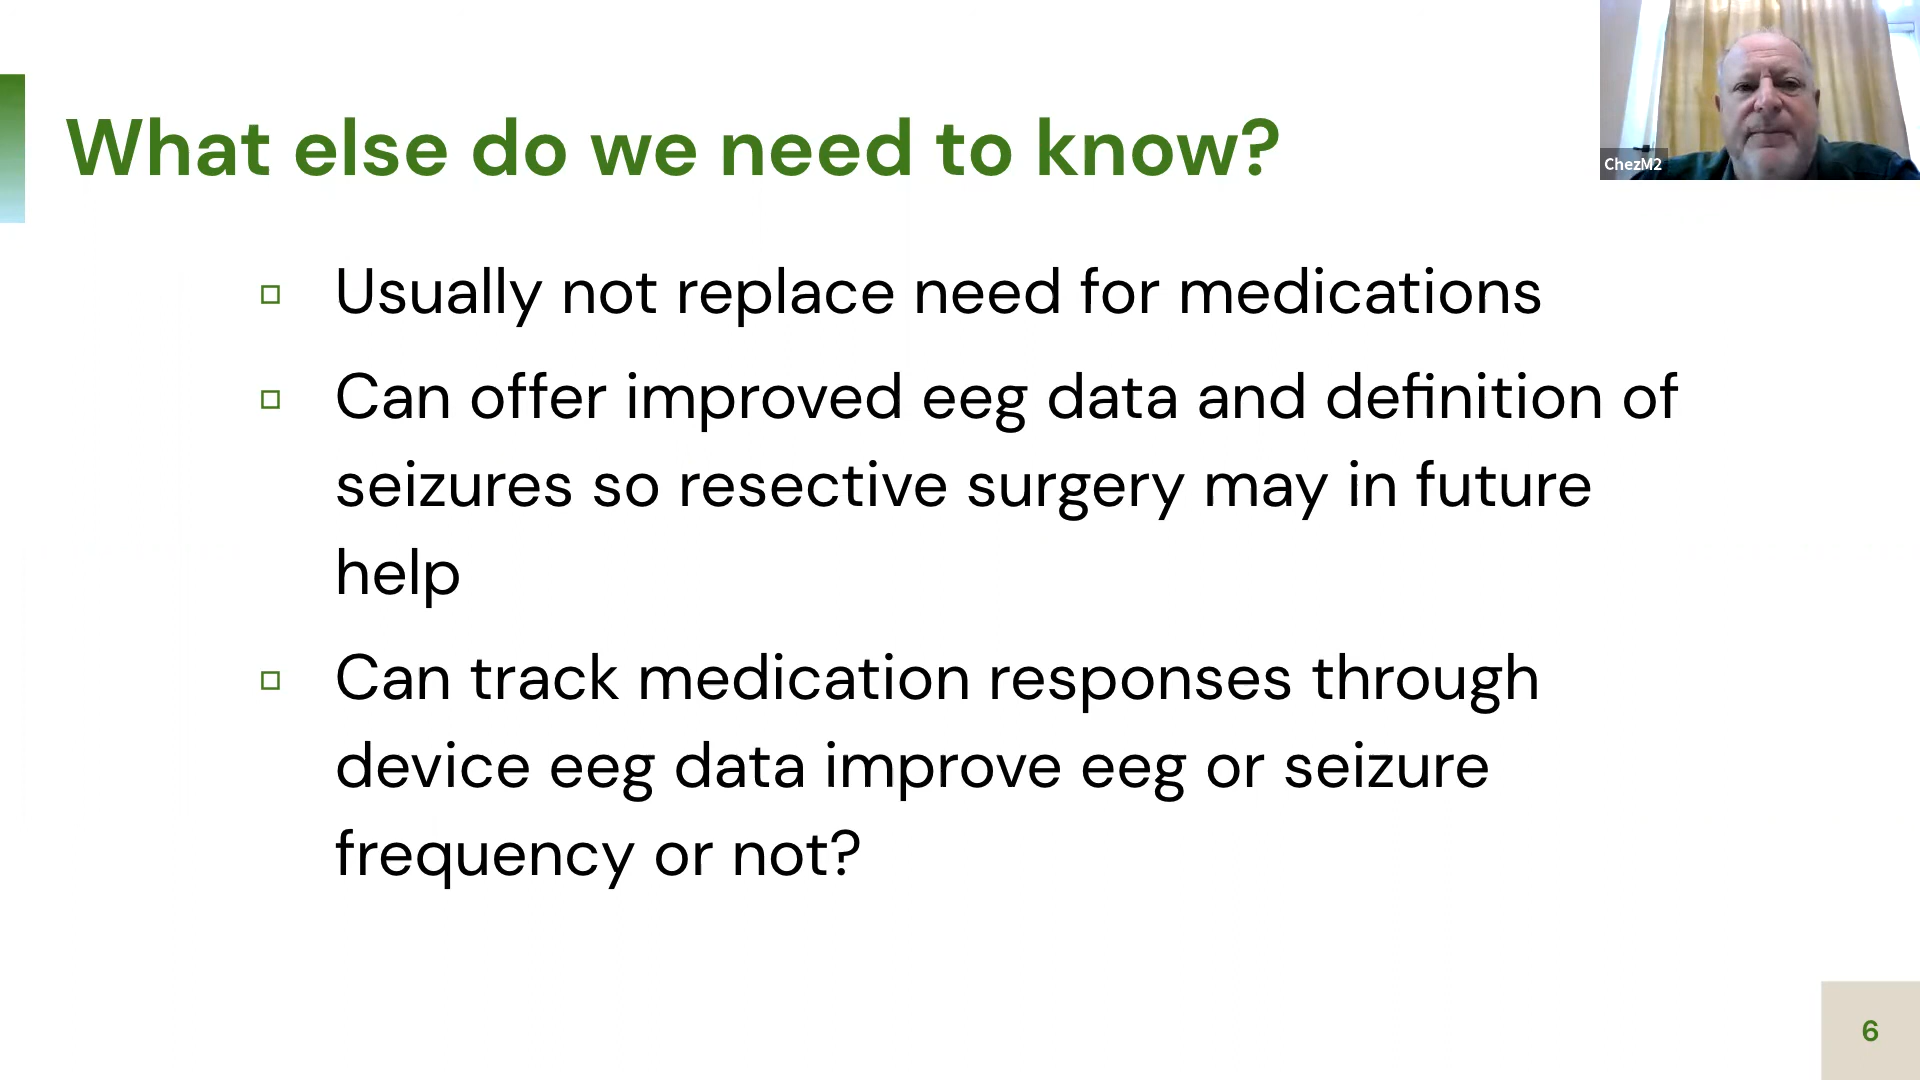 What else do we need to know?
ChezM2
Usually not replace need for medications
Can offer improved eeg data and definition of
seizures so resective surgery may in future
help
Can track medication responses through
device eeg data improve eeg or seizure
frequency or not?
6